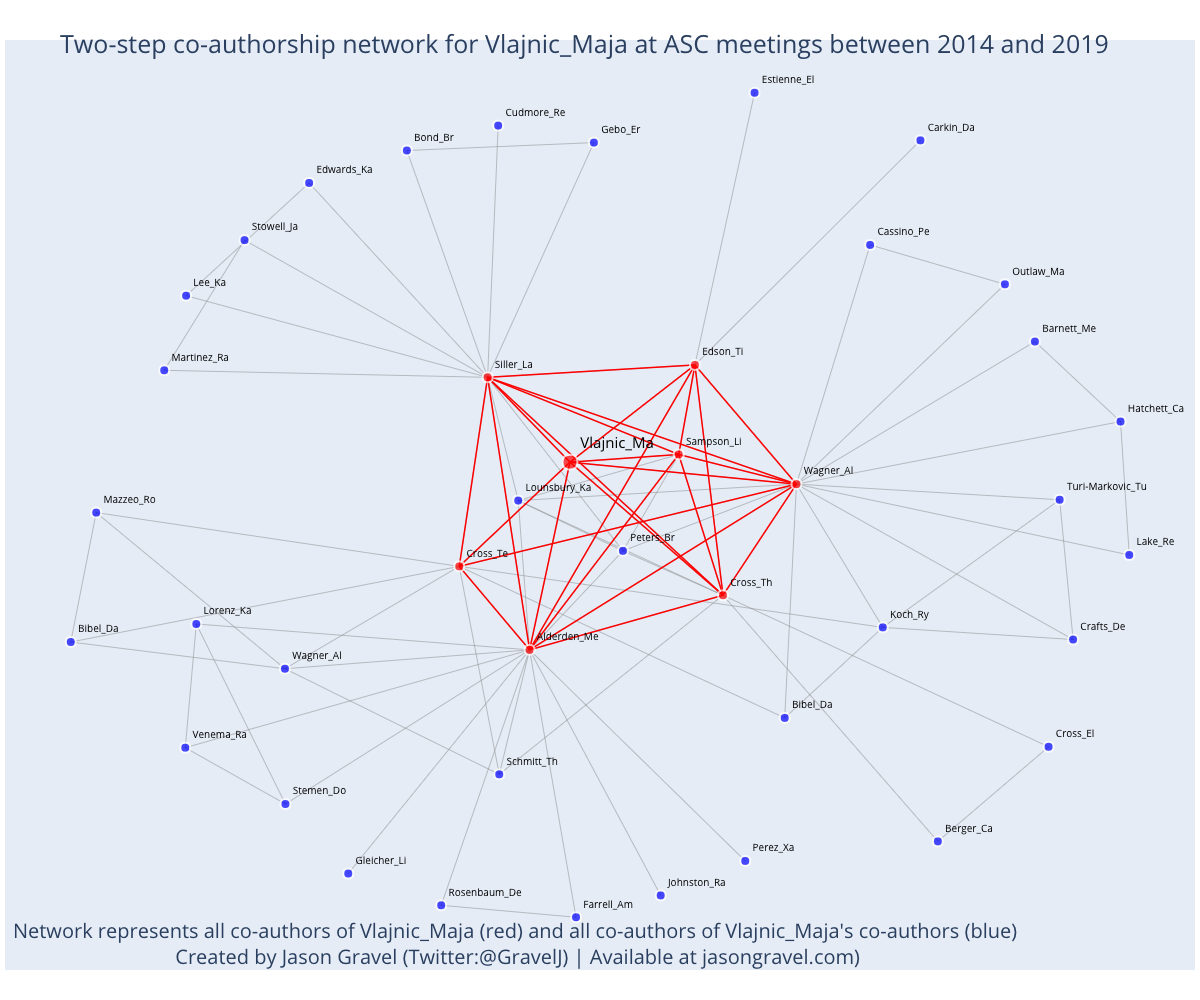 Two-step co-authorship network for Vlajnic_Maja at ASC meetings between 2014 and 2019
Estienne_El
Cudmore_Re
Gebo_Er
Carkin_Da
Bond_Br
Edwards_Ka
Stowell_Ja
Cassino_Pe
Outlaw_Ma
Lee_Ka
Barnett_Me
Martinez_Ra
Edson_Ti
Siller_La
Hatchett_Ca
Vlajnic_Ma
Sampson_Li
Wagner_Al
Lounsbury_Ka
Turi-Markovic_Tu
Mazzeo_Ro
Peters_Br
Lake_Re
Cross_Te
Cross_Th
Lorenz_Ka
Koch_Ry
Bibel_Da
Crafts_De
Alderden_Me
Wagner_Al
Bibel_Da
Venema_Ra
Cross_El
Schmitt_Th
Stemen_Do
Berger_Ca
Perez_Xa
Gleicher_Li
Johnston_Ra
Rosenbaum_De
Farrell_Am
Network represents all co-authors of Vlajnic_Maja (red) and all co-authors of Vlajnic_Maja's co-authors (blue)
Created by Jason Gravel (Twitter:@GravelJ) | Available at jasongravel.com)